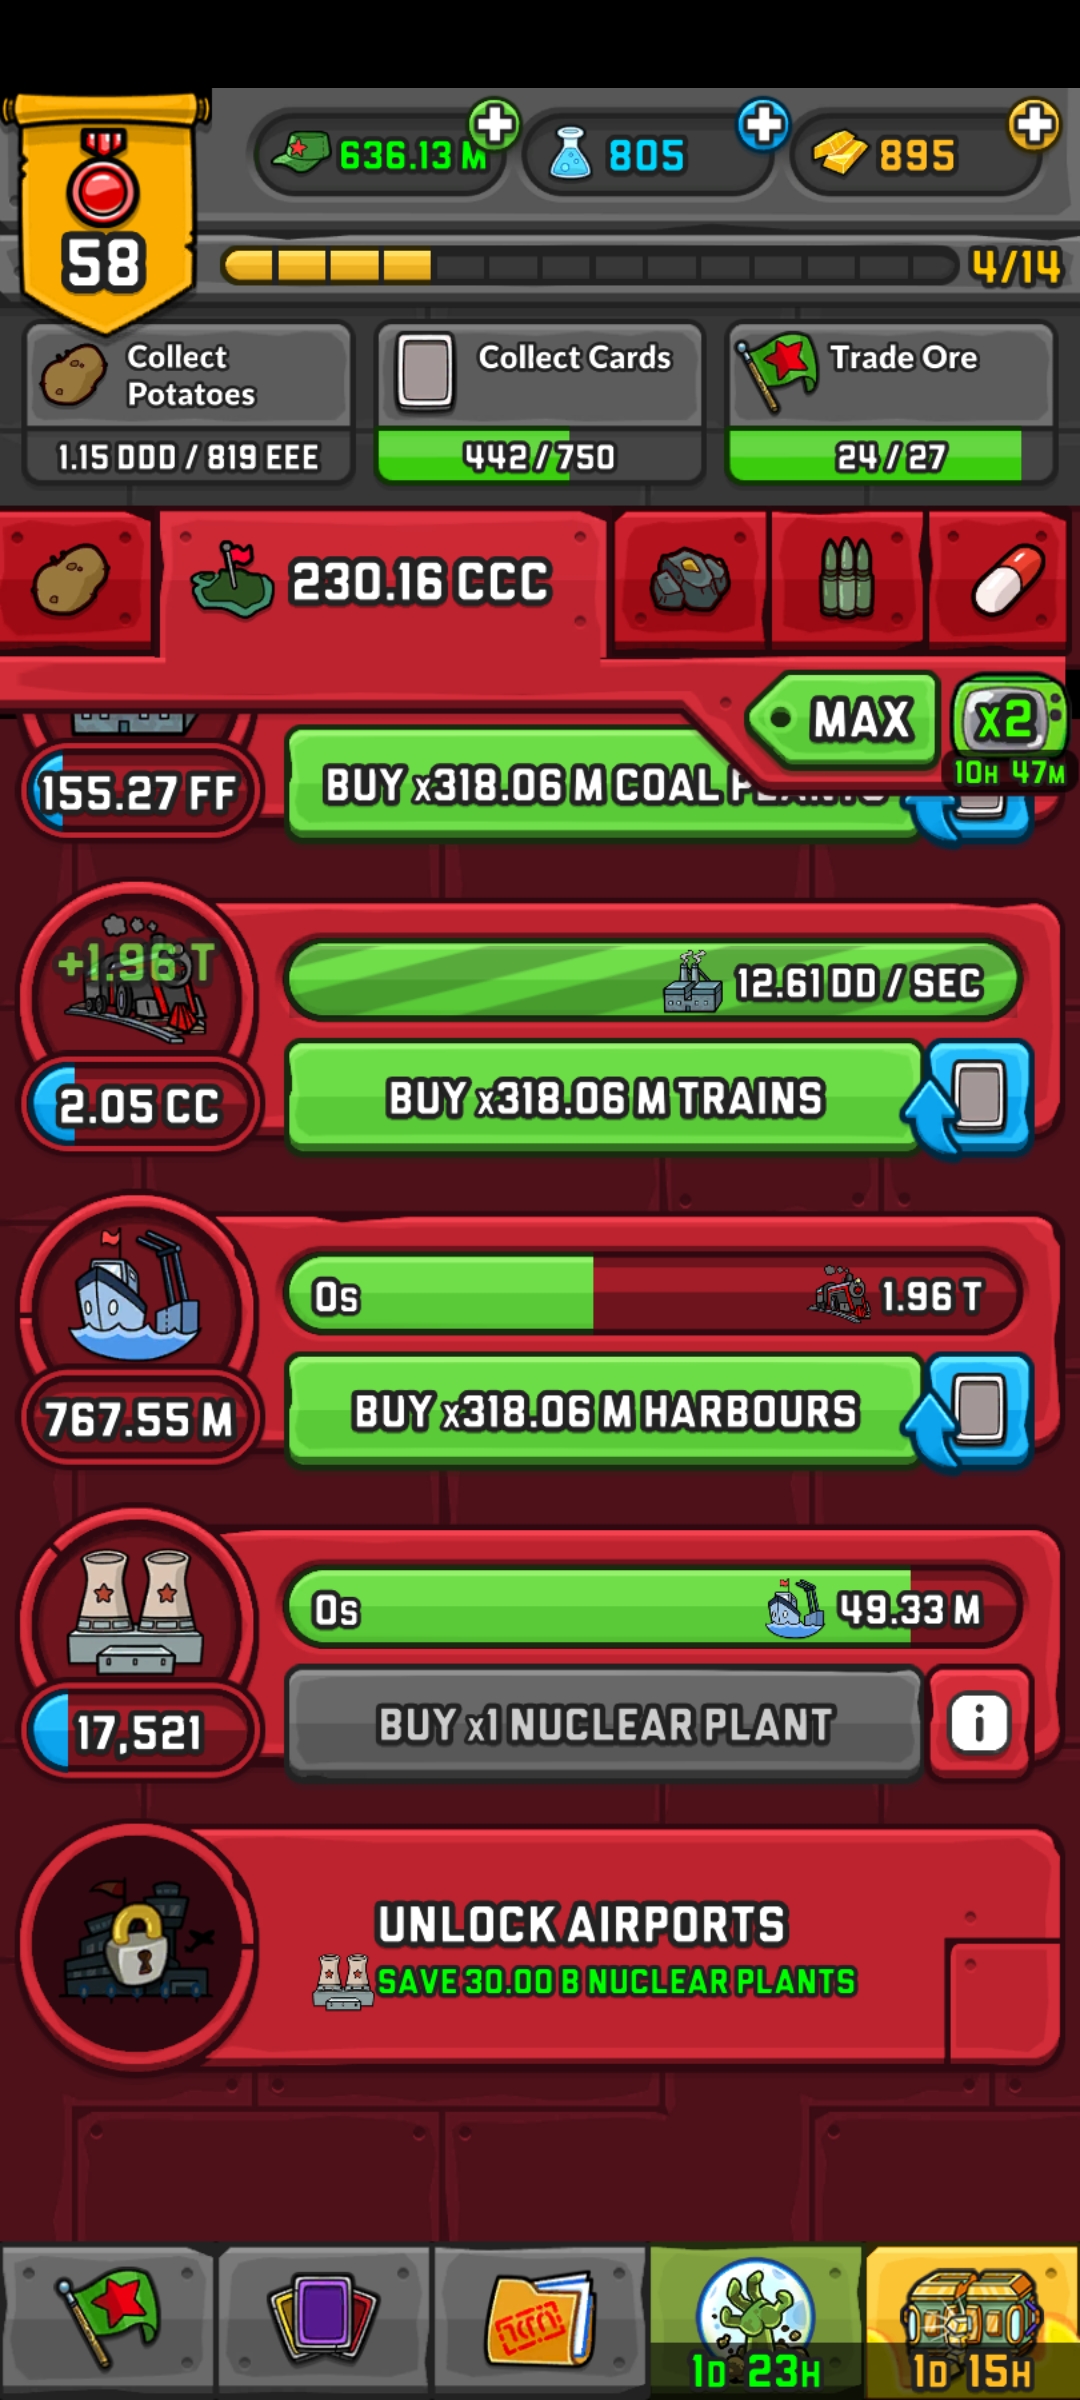 636.13 M
805
895
58
4/14
Collect
Potatoes
Collect Cards
Trade Ore
1.15 DDD / 819 EEE
442/750
24/27
230.16 CCC
MAX
x2
10H 47M
155.27 FF
BUY x318.06 M COAL PLANTS
+1.96 T
12.61 DD / SEC
2.05 CC
BUY x318.06 M TRAINS
0s
1.96 T
767.55 M
BUY x318.06 M HARBOURS
0s
49.33 M
17,521
BUY x1 NUCLEAR PLANT
i
UNLOCK AIRPORTS
SAVE 30.00 B NUCLEAR PLANTS
1D 23H
1D 15H